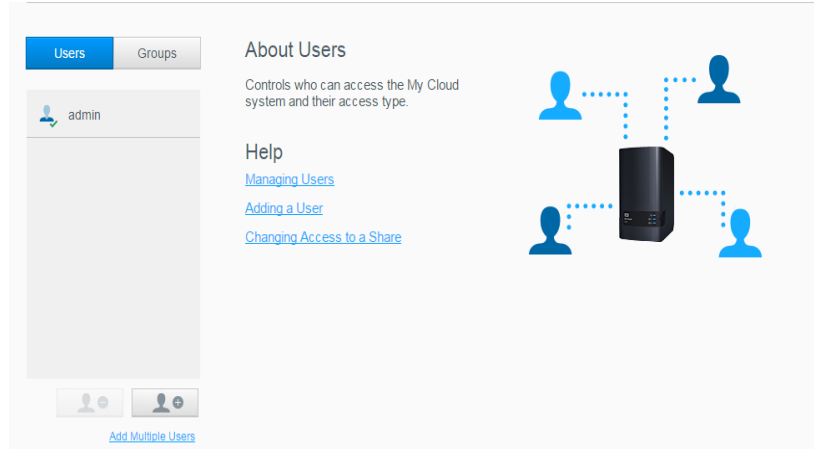 Users
Groups
admin
About Users
Controls who can access the My Cloud
system and their access type.
Help
Managing Users
Adding a User
Changing Access to a Share
Add Multiple Users